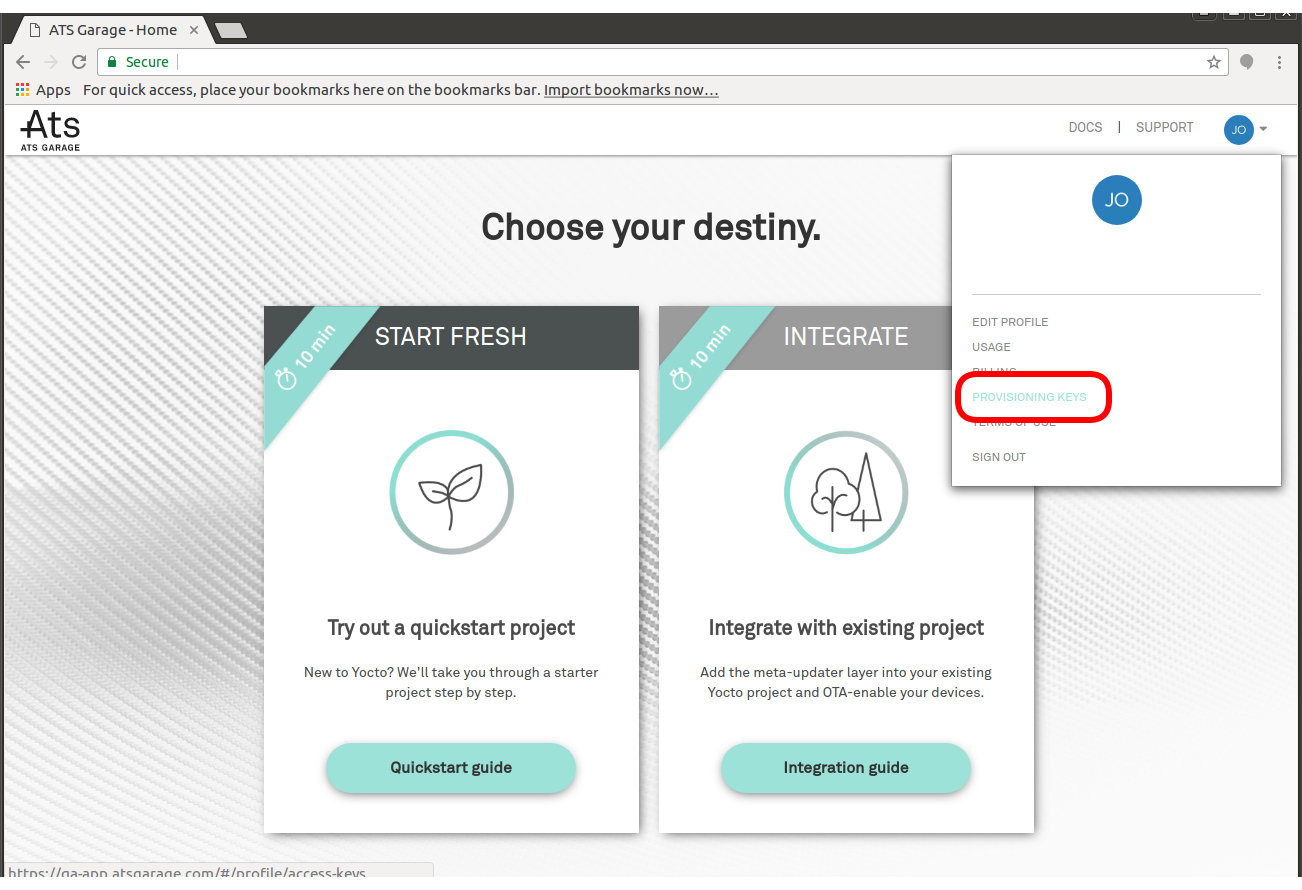 ATS Garage - Home
Secure
Apps For quick access, place your bookmarks here on the bookmarks bar. Import bookmarks now...
Ats
ATS GARAGE
DOCS | SUPPORT JO
JO
Choose your destiny.
EDIT PROFILE
USAGE
BILLING
PROVISIONING KEYS
TERMS OF USE
SIGN OUT
10 min START FRESH
Try out a quickstart project
New to Yocto? We'll take you through a starter
project step by step.
Quickstart guide
10 min INTEGRATE
Integrate with existing project
Add the meta-updater layer into your existing
Yocto project and OTA-enable your devices.
Integration guide
https://qa-app.atsgarage.com/#/profile/access-keys